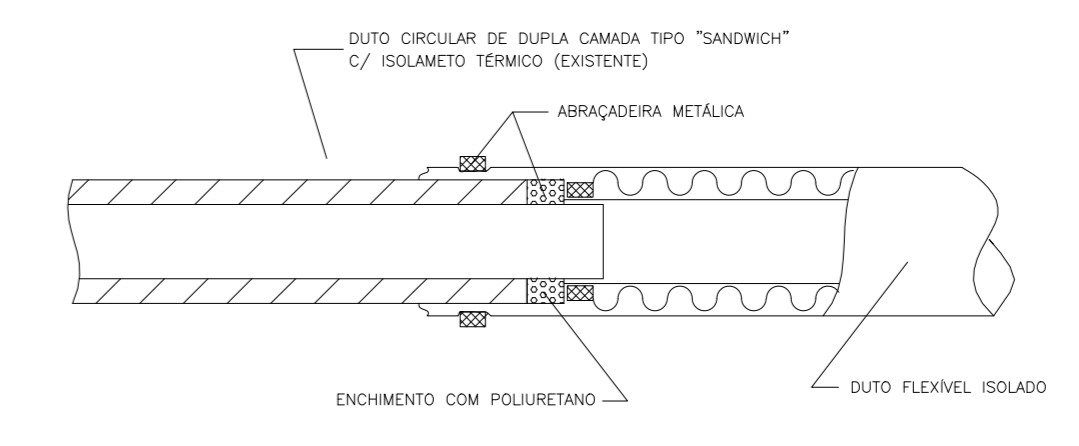 DUTO CIRCULAR DE DUPLA CAMADA TIPO "SANDWICH"
C/ ISOLAMETO TÉRMICO (EXISTENTE)
ABRAÇADEIRA METÁLICA
ENCHIMENTO COM POLIURETANO
DUTO FLEXÍVEL ISOLADO